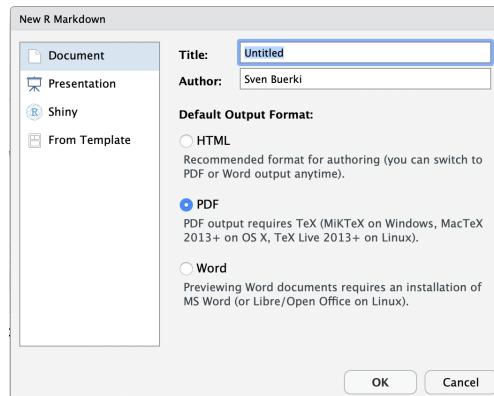 New R Markdown
Document
Presentation
R Shiny
From Template
Title: Untitled
Author: Sven Buerki
Default Output Format:
HTML
Recommended format for authoring (you can switch to
PDF or Word output anytime).
PDF
PDF output requires TeX (MiKTeX on Windows, MacTeX
2013+ on OS X, TeX Live 2013+ on Linux).
Word
Previewing Word documents requires an installation of
MS Word (or Libre/Open Office on Linux).
OK Cancel